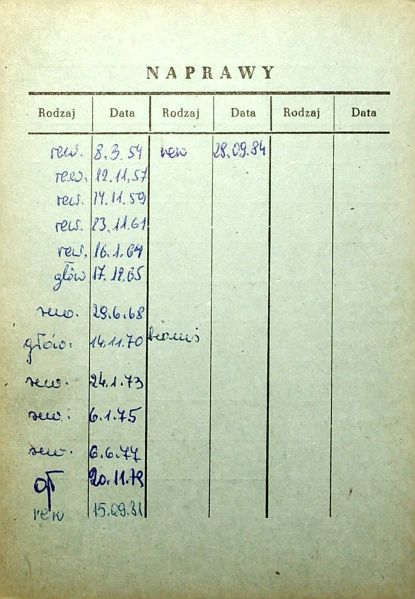 NAPRAWY
Rodzaj Data Rodzaj Data Rodzaj Data
rew. 8.3.54 rew 28.09.84
rew. 12.11.57
rew. 14.11.59
rew. 23.11.61
rew. 16.1.64
głów 17.12.65
rew. 29.6.68
głów. 14.11.70
rew. 24.1.73
rew. 6.1.75
rew. 6.6.77
20.11.79
rew 15.09.81